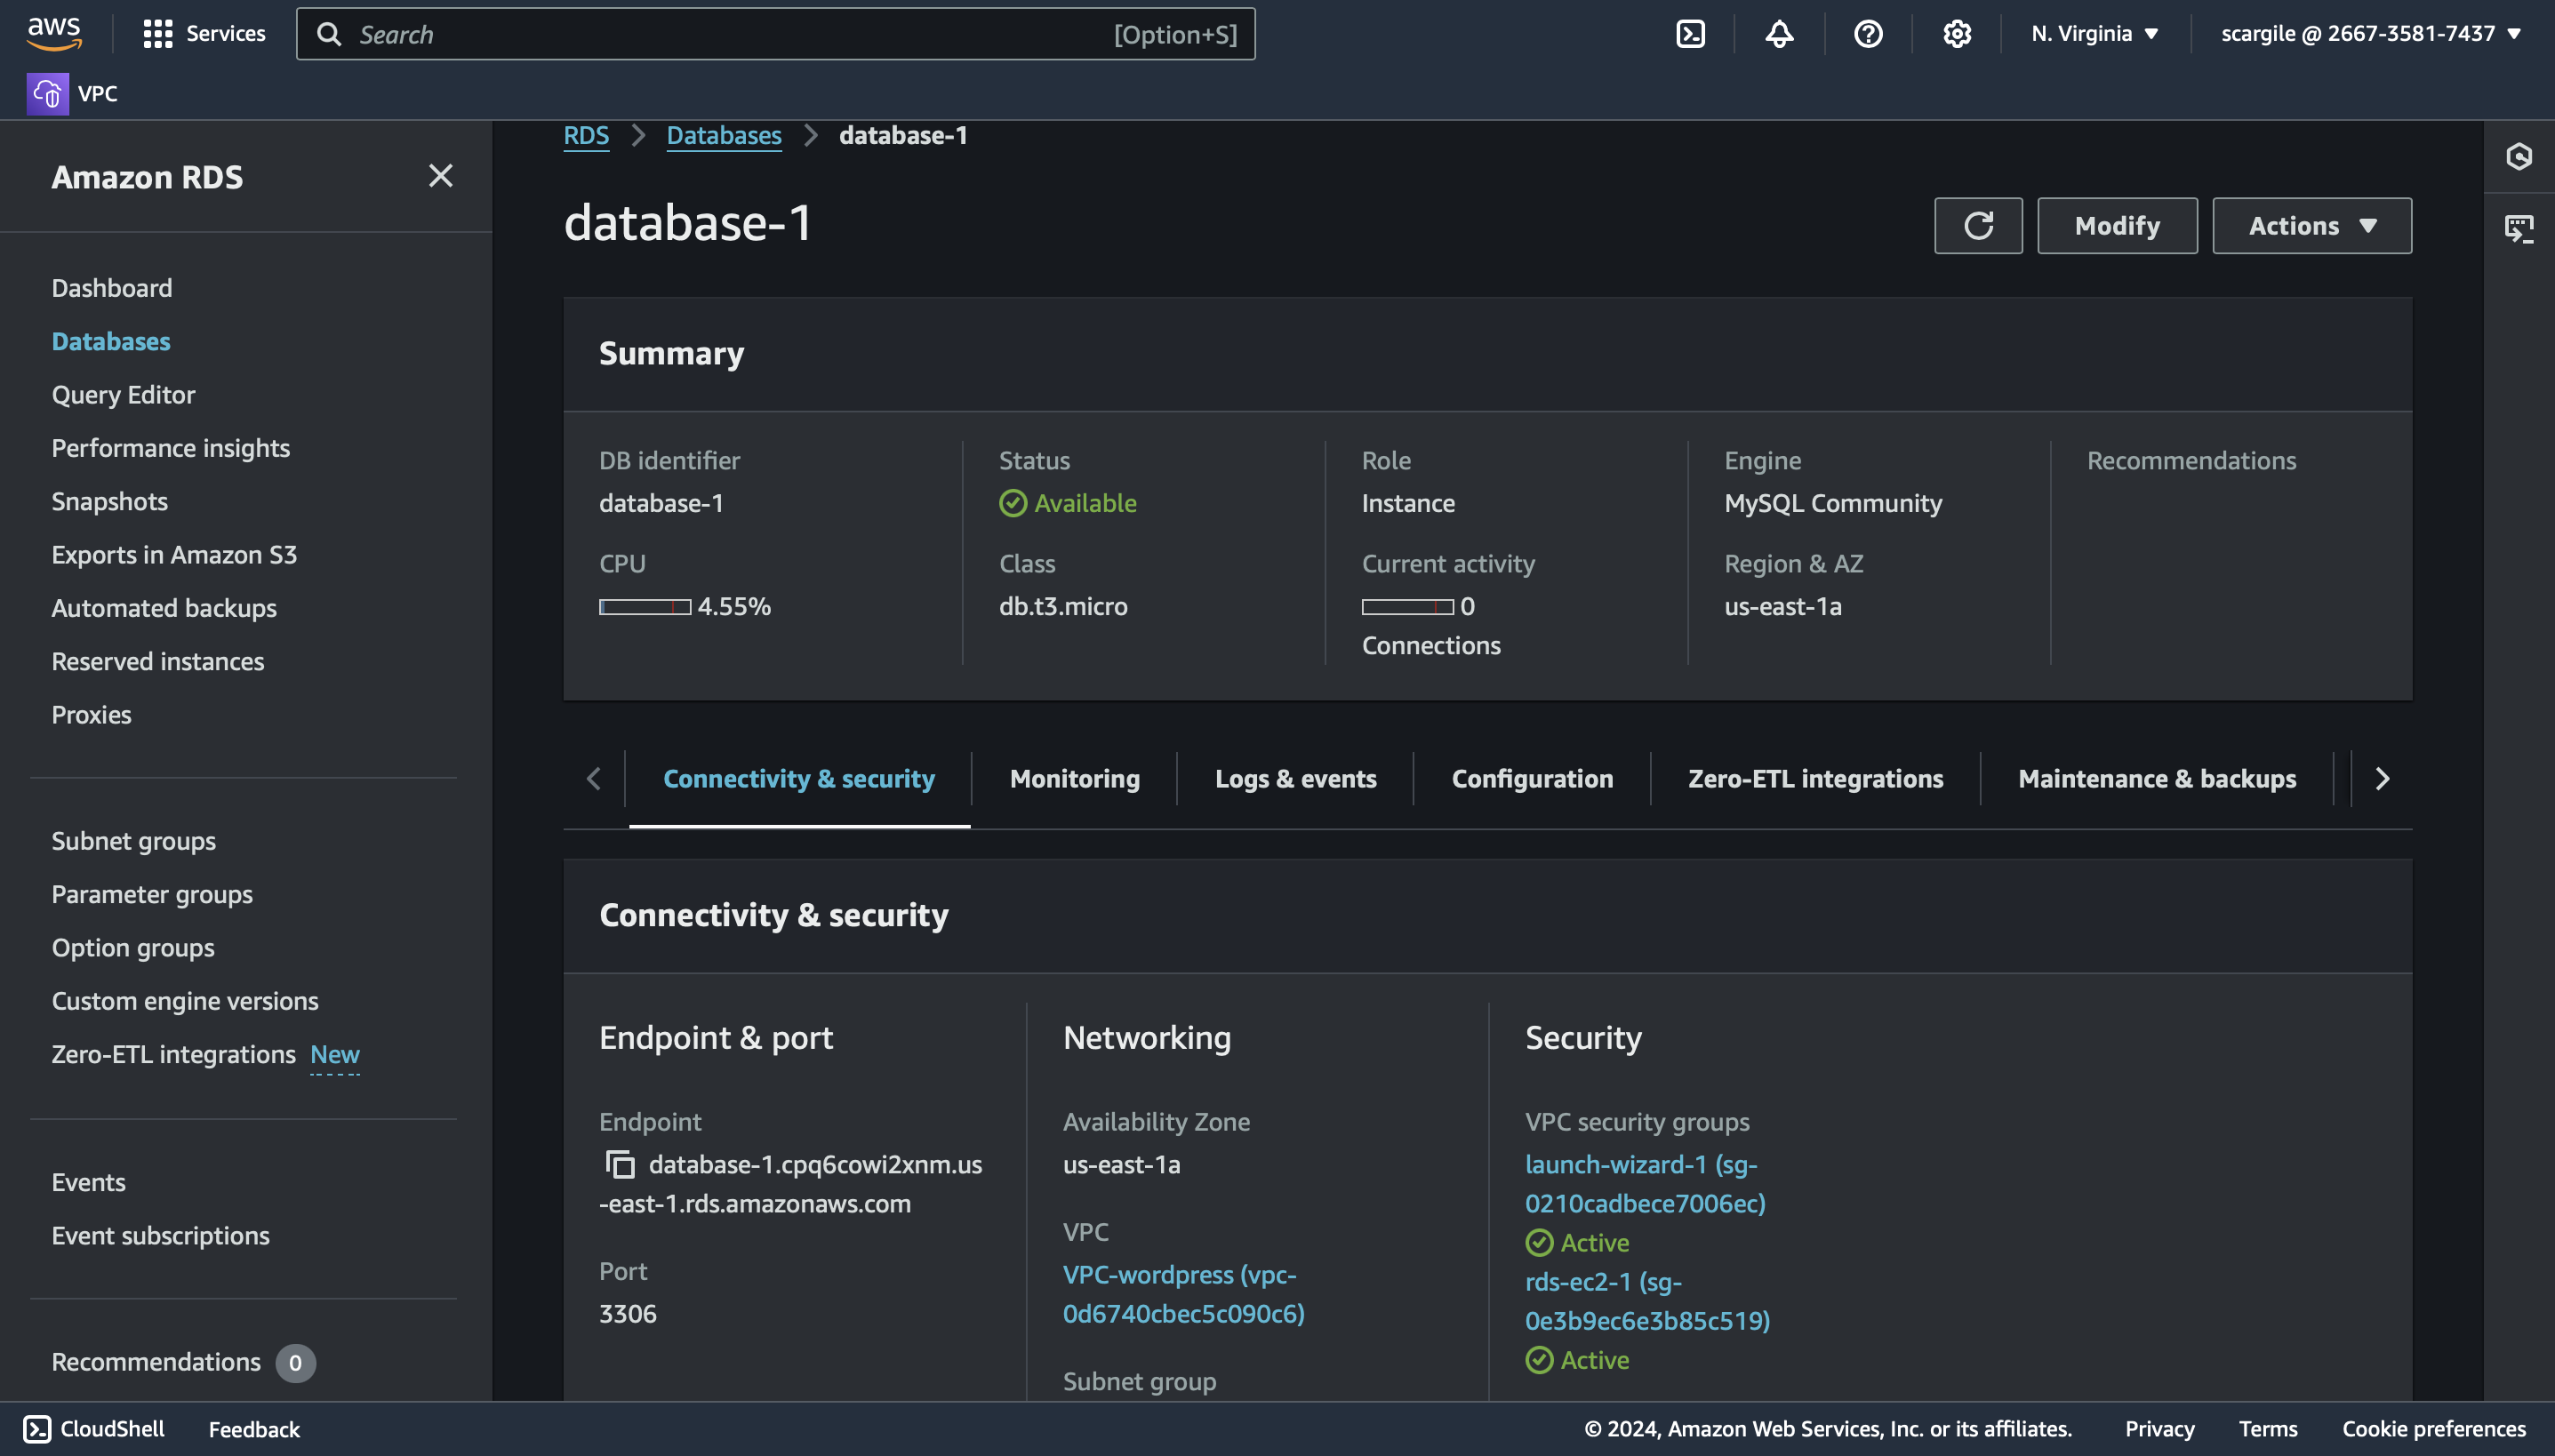 aws
Services
Search
[Option+S]
N. Virginia
scargile @ 2667-3581-7437
VPC
Amazon RDS
Dashboard
Databases
Query Editor
Performance insights
Snapshots
Exports in Amazon S3
Automated backups
Reserved instances
Proxies
Subnet groups
Parameter groups
Option groups
Custom engine versions
Zero-ETL integrations New
Events
Event subscriptions
Recommendations 0
RDS > Databases > database-1
database-1
Modify
Actions
Summary
DB identifier
database-1
CPU
4.55%
Status
Available
Class
db.t3.micro
Role
Instance
Current activity
0
Connections
Engine
MySQL Community
Region & AZ
us-east-1a
Recommendations
Connectivity & security
Monitoring
Logs & events
Configuration
Zero-ETL integrations
Maintenance & backups
Connectivity & security
Endpoint & port
Endpoint
database-1.cpq6cowi2xnm.us
-east-1.rds.amazonaws.com
Port
3306
Networking
Availability Zone
us-east-1a
VPC
VPC-wordpress (vpc-
0d6740cbec5c090c6)
Subnet group
Security
VPC security groups
launch-wizard-1 (sg-
0210cadbece7006ec)
Active
rds-ec2-1 (sg-
0e3b9ec6e3b85c519)
Active
CloudShell
Feedback
© 2024, Amazon Web Services, Inc. or its affiliates.
Privacy
Terms
Cookie preferences